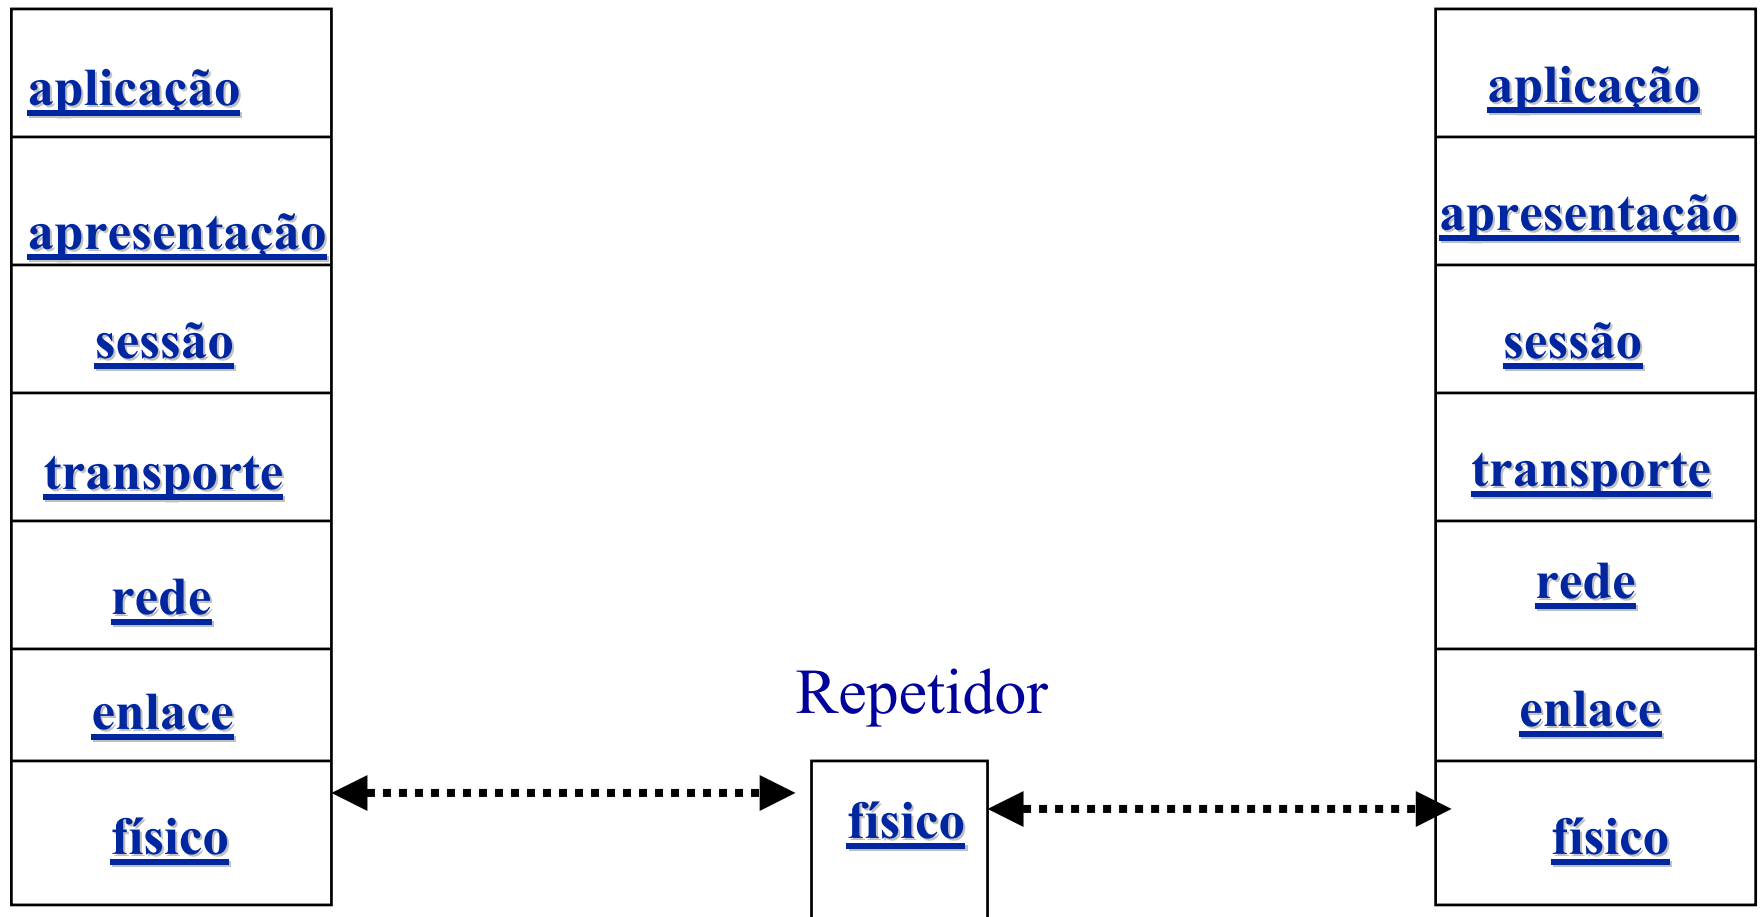 aplicação
apresentação
sessão
transporte
rede
enlace
físico
Repetidor
físico
aplicação
apresentação
sessão
transporte
rede
enlace
físico